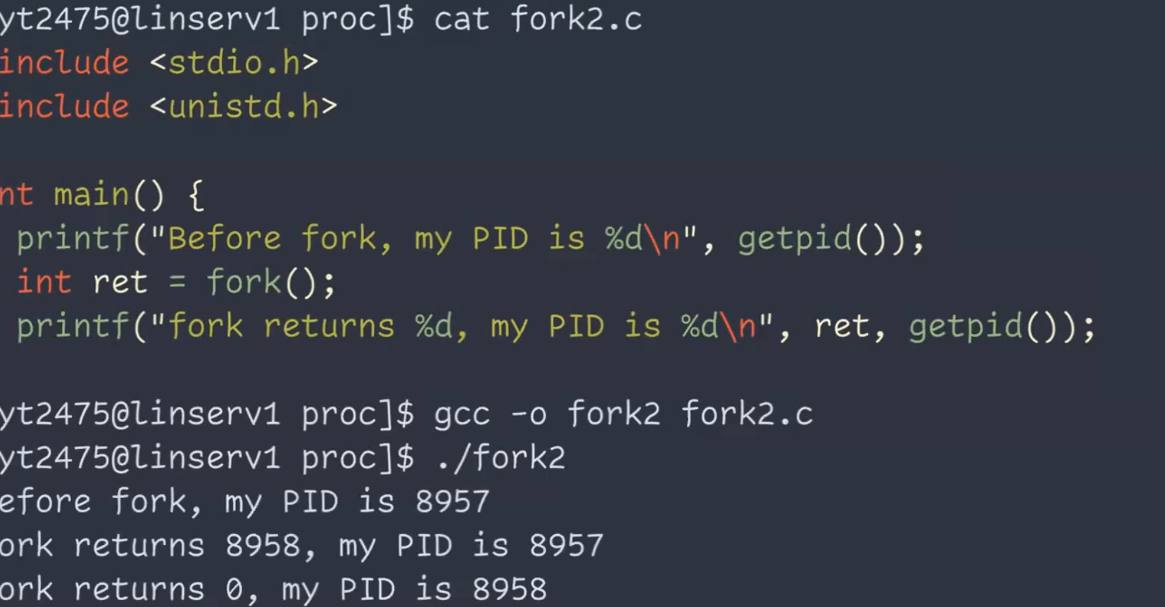 yt2475@linserv1 proc]$ cat fork2.c
include <stdio.h>
include <unistd.h>
nt main() {
printf("Before fork, my PID is %d\n", getpid());
int ret = fork();
printf("fork returns %d, my PID is %d\n", ret, getpid());
yt2475@linserv1 proc]$ gcc -o fork2 fork2.c
yt2475@linserv1 proc]$ ./fork2
efore fork, my PID is 8957
ork returns 8958, my PID is 8957
ork returns 0, my PID is 8958